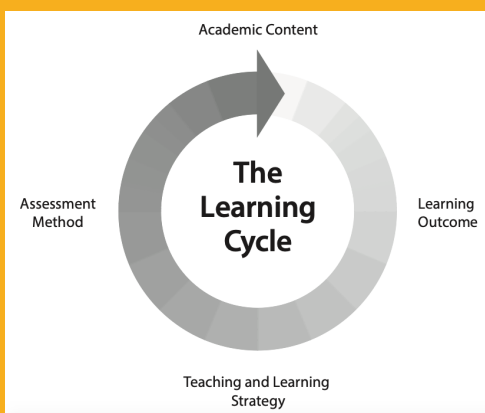 Academic Content
The
Learning
Cycle
Assessment
Method
Learning
Outcome
Teaching and Learning
Strategy